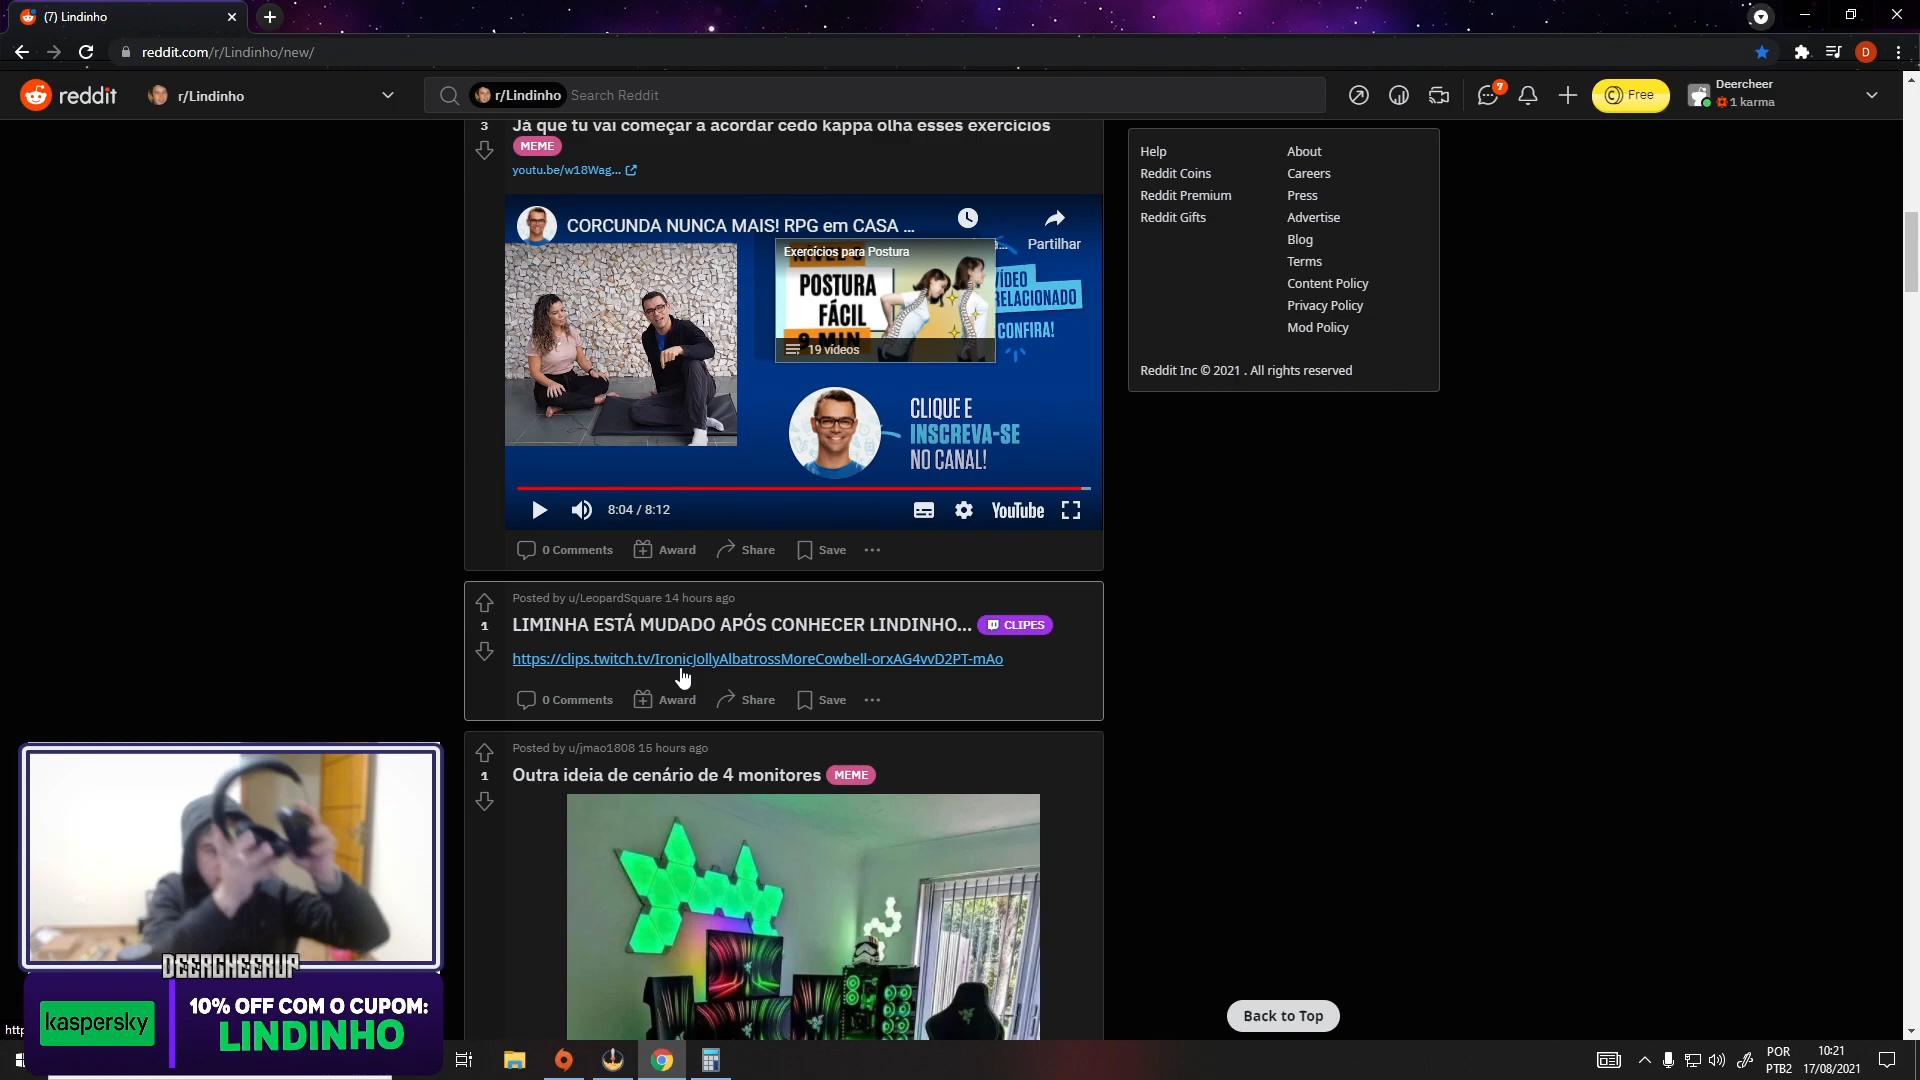 (7) Lindinho
reddit.com/r/Lindinho/new/
reddit
r/Lindinho
r/Lindinho
Search Reddit
7
Free
Deercheer
1 karma
3
Já que tu vai começar a acordar cedo kappa olha esses exercícios
MEME
youtu.be/w18Wag...
CORCUNDA NUNCA MAIS! RPG em CASA ...
Partilhar
Exercícios para Postura
POSTURA
FÁCIL
9 MIN
19 vídeos
VÍDEO
RELACIONADO
CONFIRA!
CLIQUE E
INSCREVA-SE
NO CANAL!
8:04 / 8:12
YouTube
0 Comments
Award
Share
Save
Help
About
Reddit Coins
Careers
Reddit Premium
Press
Reddit Gifts
Advertise
Blog
Terms
Content Policy
Privacy Policy
Mod Policy
Reddit Inc © 2021 . All rights reserved
Posted by u/LeopardSquare 14 hours ago
1
LIMINHA ESTÁ MUDADO APÓS CONHECER LINDINHO...
CLIPES
https://clips.twitch.tv/IronicJollyAlbatrossMoreCowbell-orxAG4vvD2PT-mAo
0 Comments
Award
Share
Save
Posted by u/jmao1808 15 hours ago
1
Outra ideia de cenário de 4 monitores
MEME
Back to Top
DEERCHEERUP
kaspersky
10% OFF COM O CUPOM:
LINDINHO
http
D
POR
PTB2
10:21
17/08/2021